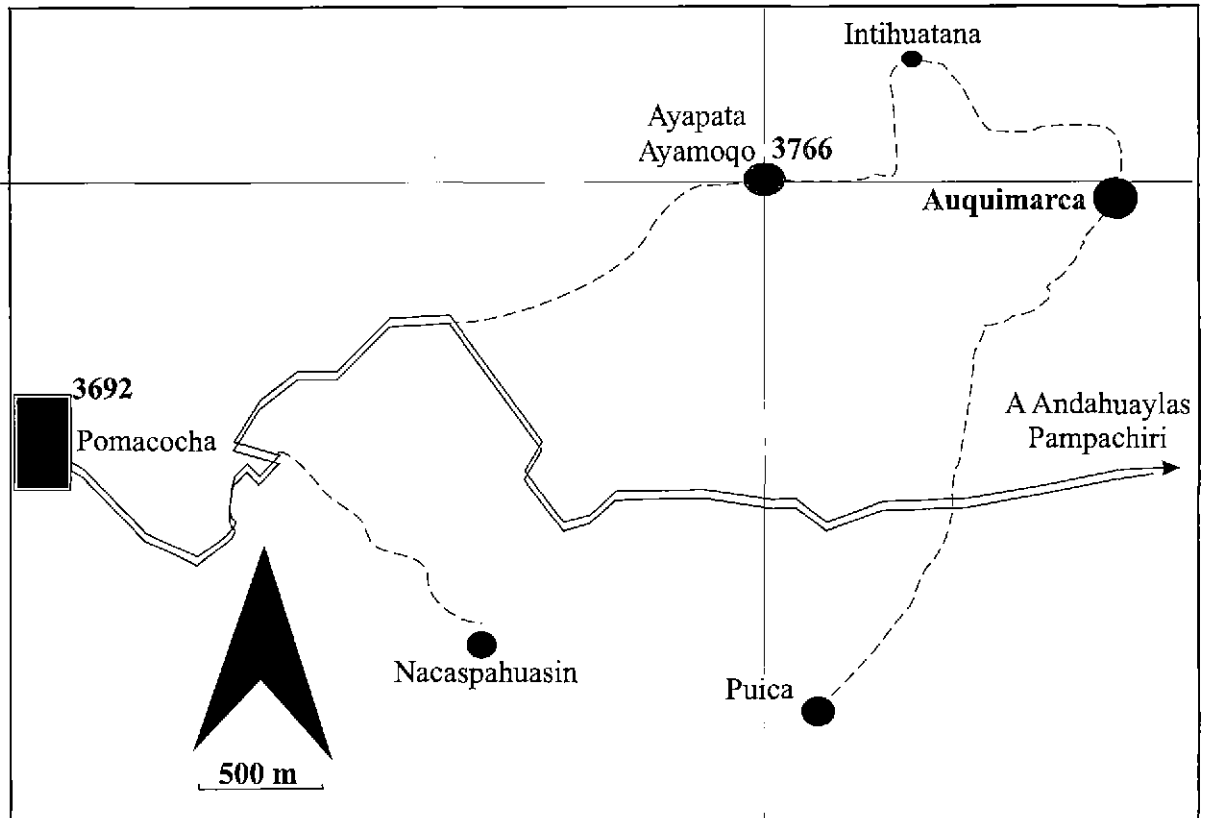 Intihuatana
Ayapata
Ayamoqo 3766
Auquimarca
3692
Pomacocha
A Andahuaylas
Pampachiri
Nacaspahuasin
Puica
500 m